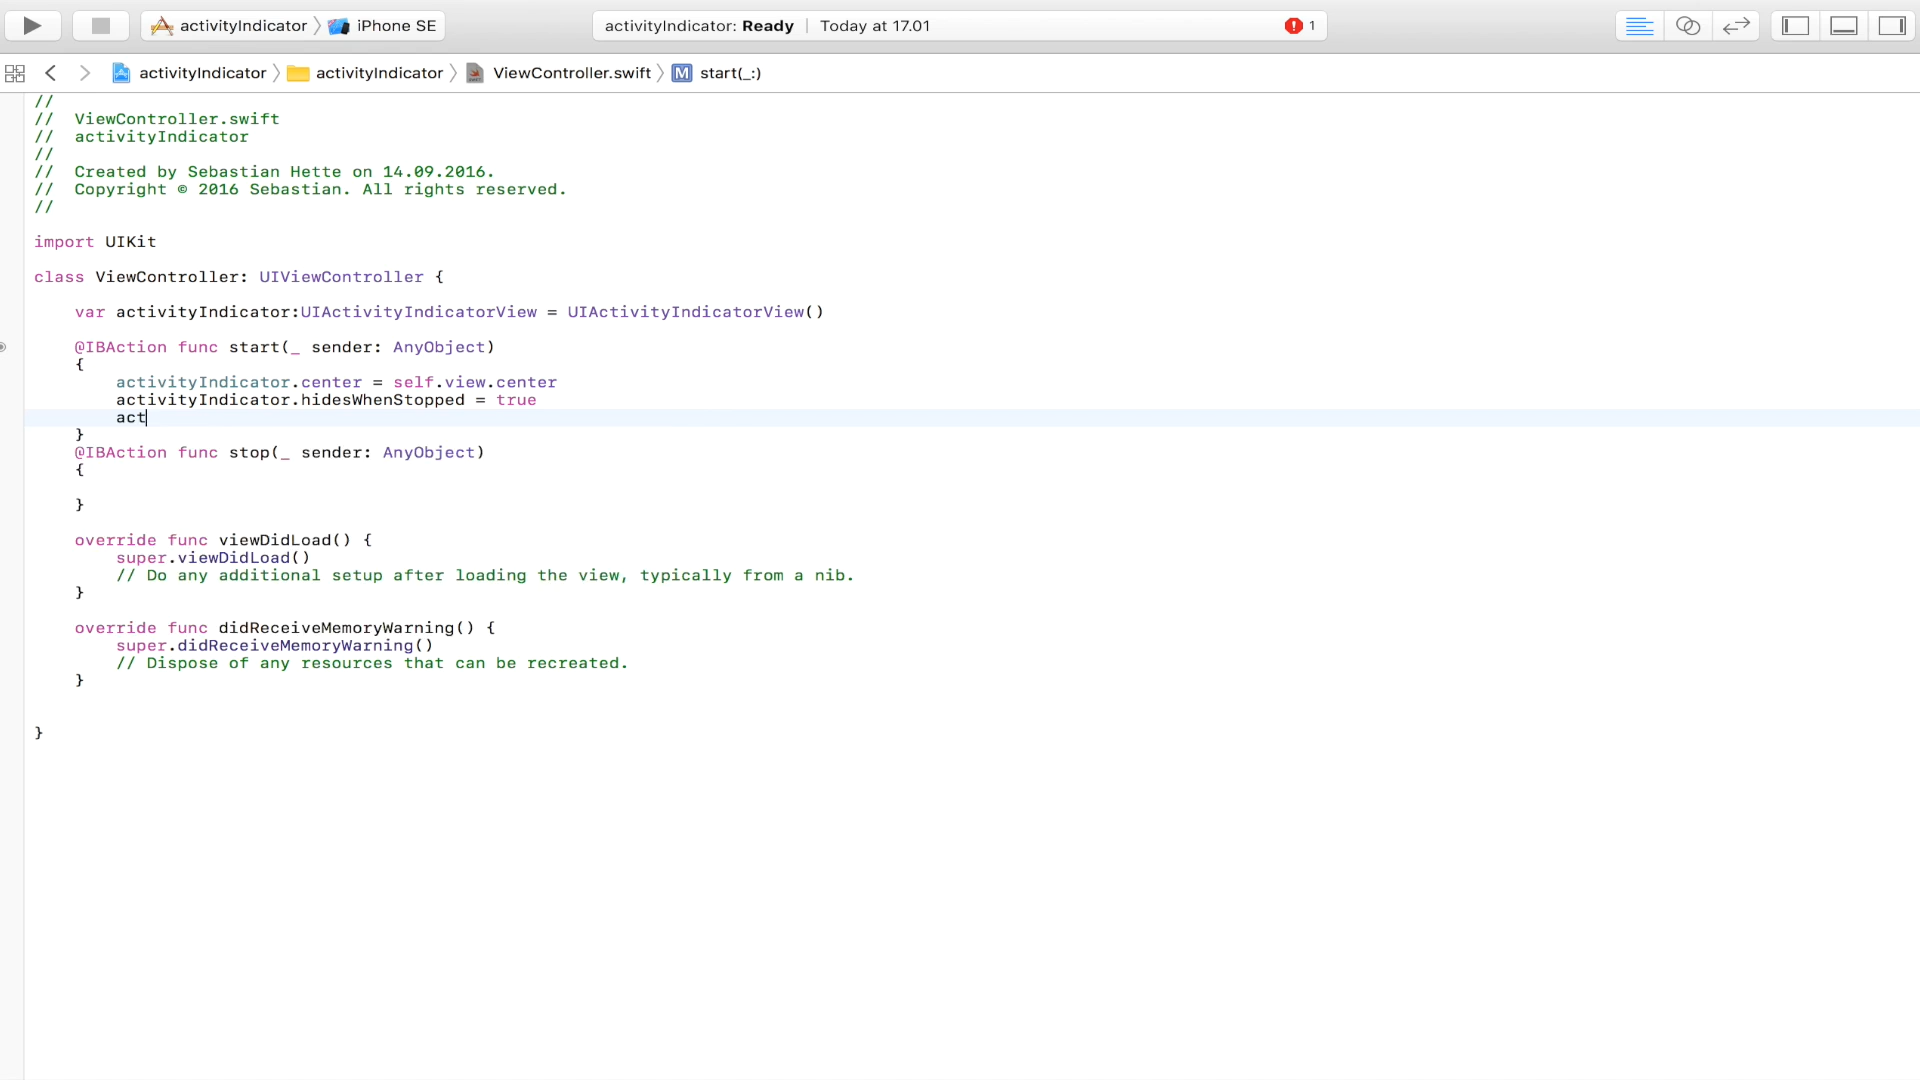 activityIndicator iPhone SE activityIndicator: Ready Today at 17.01 1
activityIndicator activityIndicator ViewController.swift M start(_:)
//
// ViewController.swift
// activityIndicator
//
// Created by Sebastian Hette on 14.09.2016.
// Copyright © 2016 Sebastian. All rights reserved.
//
import UIKit
class ViewController: UIViewController {
var activityIndicator:UIActivityIndicatorView = UIActivityIndicatorView()
@IBAction func start(_ sender: AnyObject)
{
activityIndicator.center = self.view.center
activityIndicator.hidesWhenStopped = true
act
}
@IBAction func stop(_ sender: AnyObject)
{
}
override func viewDidLoad() {
super.viewDidLoad()
// Do any additional setup after loading the view, typically from a nib.
}
override func didReceiveMemoryWarning() {
super.didReceiveMemoryWarning()
// Dispose of any resources that can be recreated.
}
}